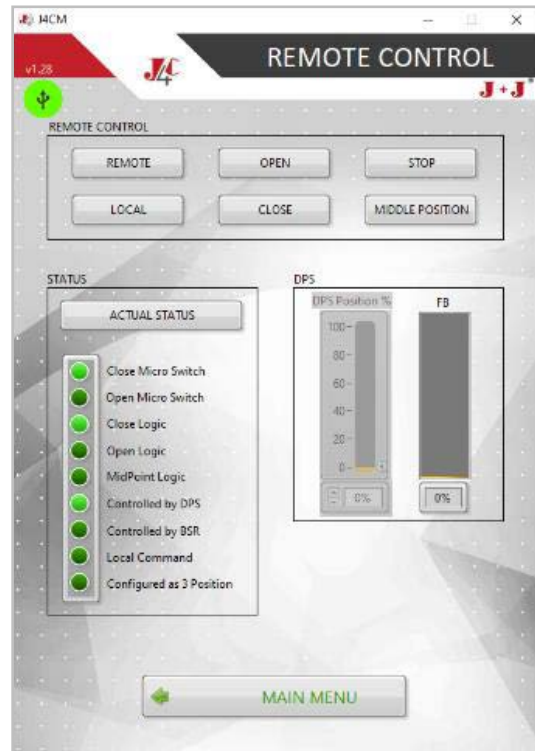 J4CM
REMOTE CONTROL
v1.28
J4C
J+J
REMOTE CONTROL
REMOTE
OPEN
STOP
LOCAL
CLOSE
MIDDLE POSITION
STATUS
ACTUAL STATUS
Close Micro Switch
Open Micro Switch
Close Logic
Open Logic
MidPoint Logic
Controlled by DPS
Controlled by BSR
Local Command
Configured as 3 Position
DPS
DPS Position %
FB
100
80
60
40
20
0
0%
0%
MAIN MENU